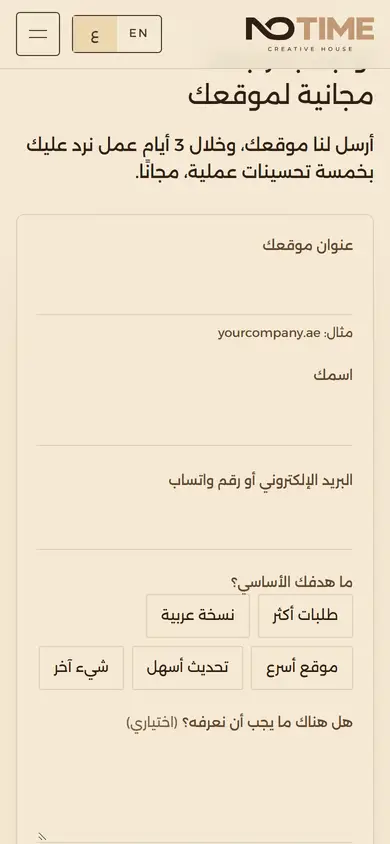 NOTIME
CREATIVE HOUSE
EN
ع
مجانية لموقعك
أرسل لنا موقعك، وخلال 3 أيام عمل نرد عليك
بخمسة تحسينات عملية، مجانًا.
عنوان موقعك
مثال: yourcompany.ae
اسمك
البريد الإلكتروني أو رقم واتساب
ما هدفك الأساسي؟
طلبات أكثر
نسخة عربية
موقع أسرع
تحديث أسهل
شيء آخر
هل هناك ما يجب أن نعرفه؟ (اختياري)